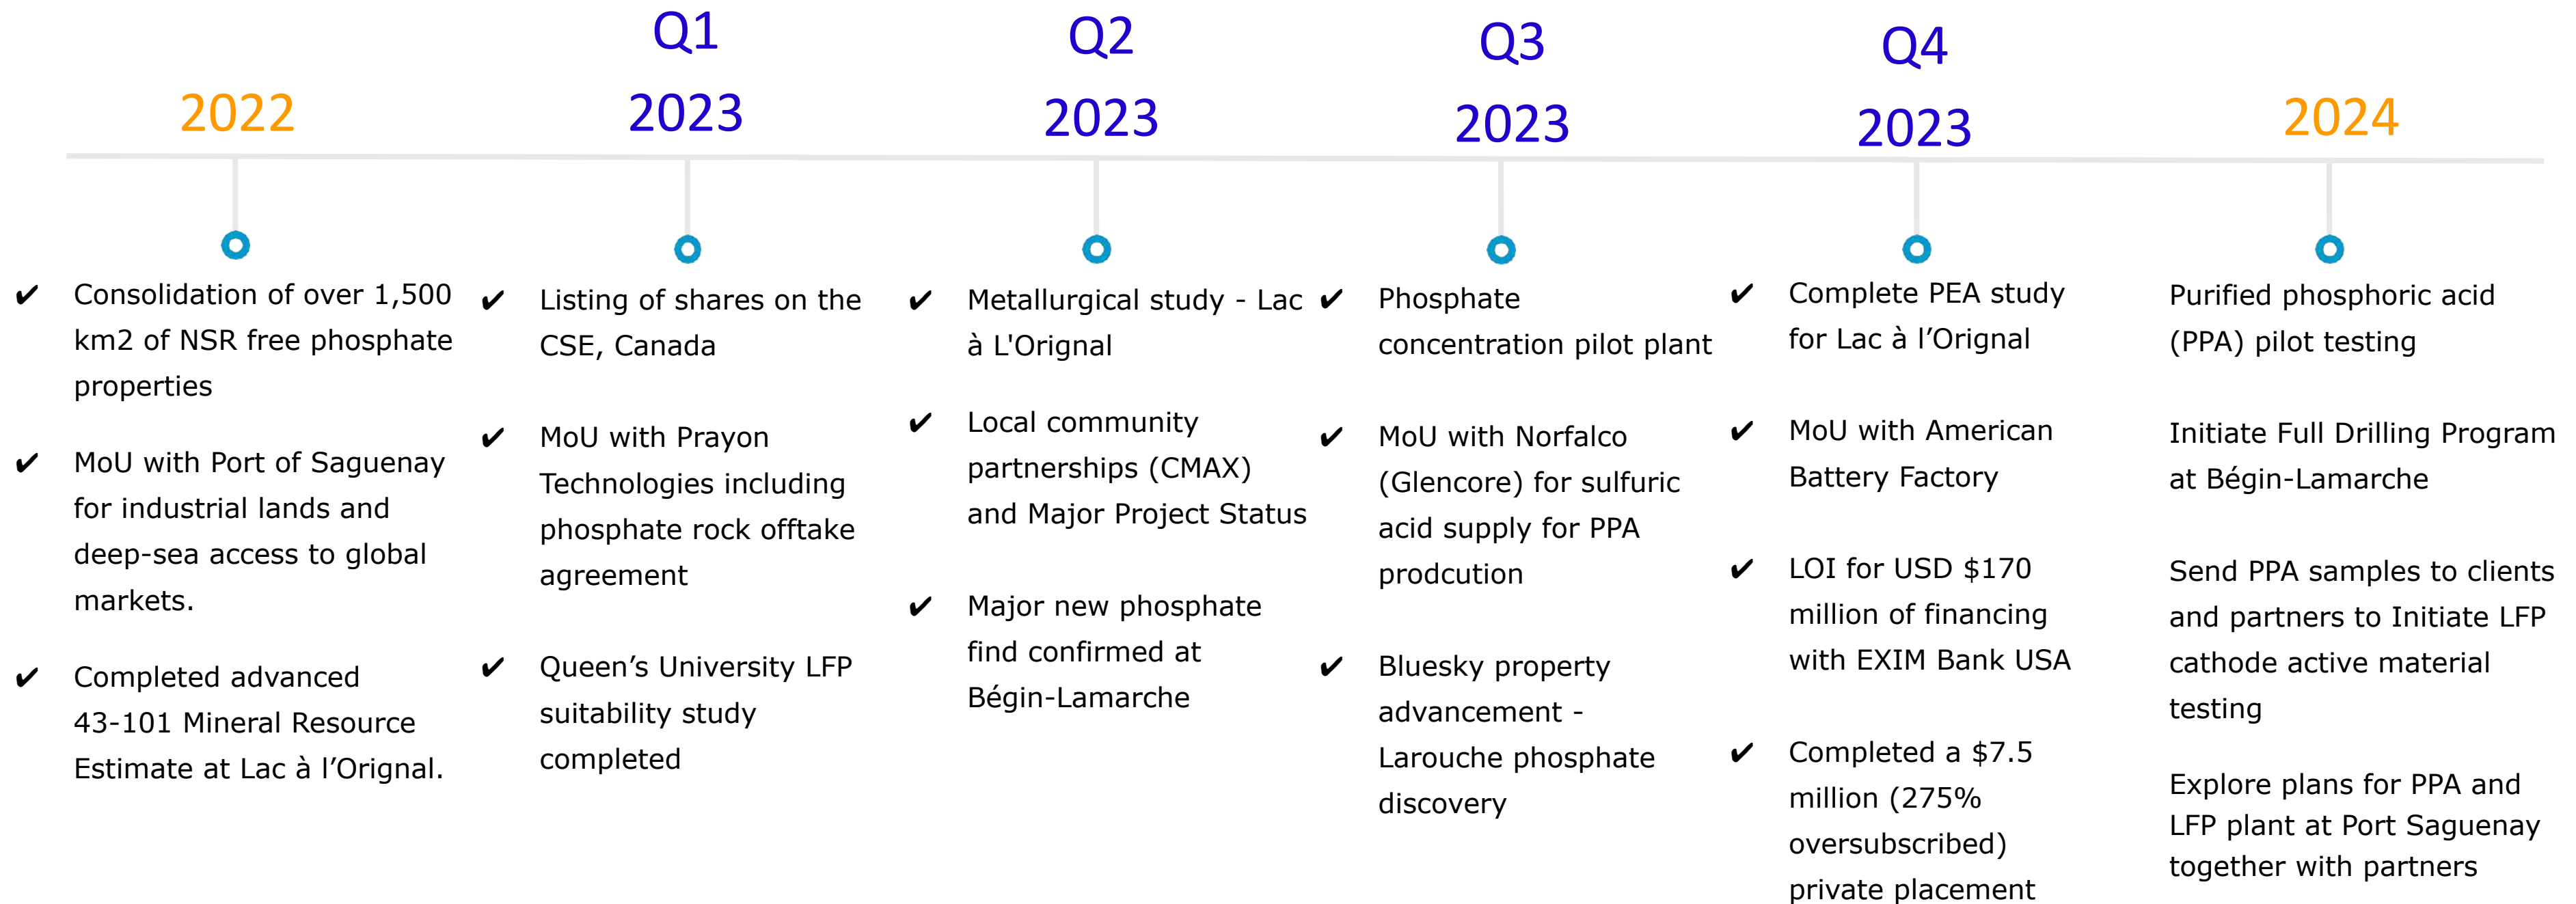 2022
Q1
2023
Q2
2023
Q3
2023
Q4
2023
2024
✔ Consolidation of over 1,500
km2 of NSR free phosphate
properties
✔ MoU with Port of Saguenay
for industrial lands and
deep-sea access to global
markets.
✔ Completed advanced
43-101 Mineral Resource
Estimate at Lac à l’Orignal.
✔ Listing of shares on the
CSE, Canada
✔ MoU with Prayon
Technologies including
phosphate rock offtake
agreement
✔ Queen’s University LFP
suitability study
completed
✔ Metallurgical study - Lac
à L'Orignal
✔ Local community
partnerships (CMAX)
and Major Project Status
✔ Major new phosphate
find confirmed at
Bégin-Lamarche
✔ Phosphate
concentration pilot plant
✔ MoU with Norfalco
(Glencore) for sulfuric
acid supply for PPA
prodcution
✔ Bluesky property
advancement -
Larouche phosphate
discovery
✔ Complete PEA study
for Lac à l’Orignal
✔ MoU with American
Battery Factory
✔ LOI for USD $170
million of financing
with EXIM Bank USA
✔ Completed a $7.5
million (275%
oversubscribed)
private placement
Purified phosphoric acid
(PPA) pilot testing
Initiate Full Drilling Program
at Bégin-Lamarche
Send PPA samples to clients
and partners to Initiate LFP
cathode active material
testing
Explore plans for PPA and
LFP plant at Port Saguenay
together with partners